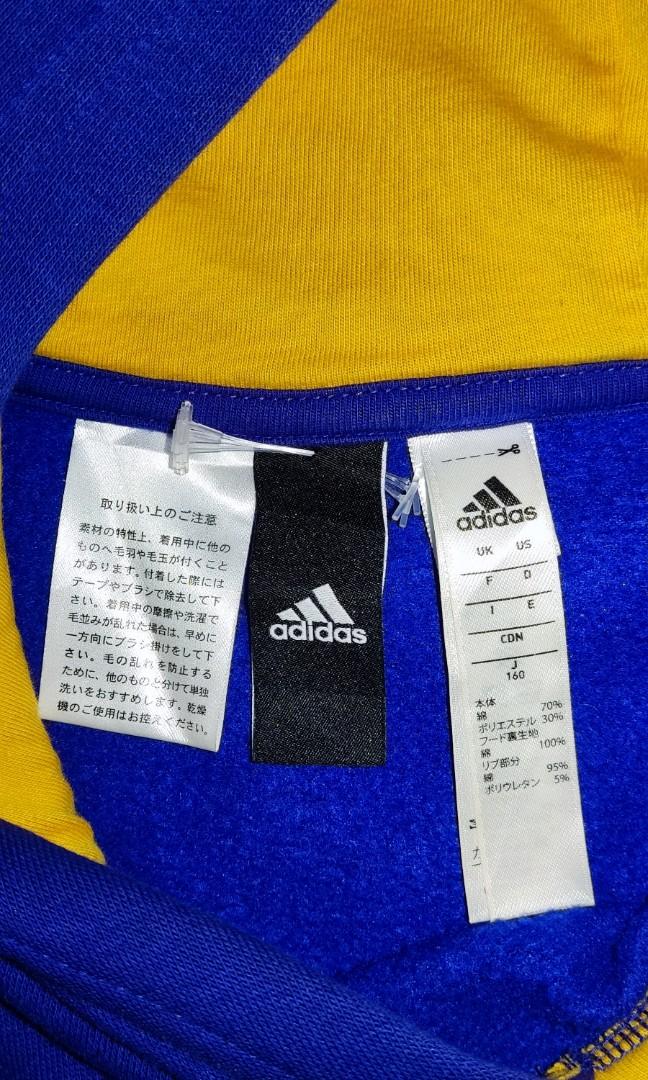 取り扱い上のご注意
素材の特性上、着用中に他の
ものへ毛羽や毛玉が付くこと
があります。付着した際には
テープやブラシで除去して下
さい。着用中の摩擦や洗濯で
毛並みが乱れた場合は、早めに
一方向にブラシ掛けをして下
さい。毛の乱れを防止する
ために、他のものと分けて単独
洗いをおすすめします。乾燥
機のご使用はお控えください。
adidas
adidas
UK US
F D
I E
CDN
J
160
本体
綿 70%
ポリエステル 30%
フード裏生地
綿 100%
リブ部分
綿 95%
ポリウレタン 5%